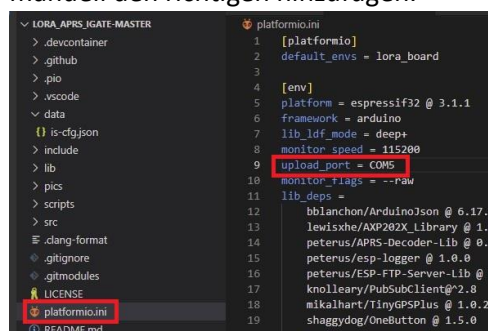 manuell den richtigen hinzufügen.
LORA_APRS_IGATE-MASTER
.devcontainer
.github
.pio
.vscode
data
{} is-cfg.json
include
lib
pics
scripts
src
.clang-format
.gitignore
.gitmodules
LICENSE
platformio.ini
README.md
platformio.ini
1 [platformio]
2 default_envs = lora_board
3
4 [env]
5 platform = espressif32 @ 3.1.1
6 framework = arduino
7 lib_ldf_mode = deep+
8 monitor_speed = 115200
9 upload_port = COM5
10 monitor_flags = --raw
11 lib_deps =
12 bblanchon/ArduinoJson @ 6.17.
13 lewisxhe/AXP202X_Library @ 1.
14 peterus/APRS-Decoder-Lib @ 0.
15 peterus/esp-logger @ 1.0.0
16 peterus/ESP-FTP-Server-Lib @
17 knolleary/PubSubClient@^2.8
18 mikalhart/TinyGPSPlus @ 1.0.2
19 shaggydog/OneButton @ 1.5.0